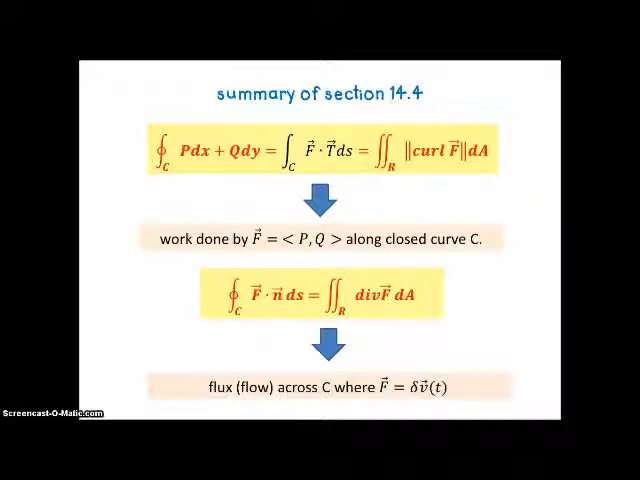 summary of section 14.4
∮_C Pdx + Qdy = ∫_C F⃗ · T⃗ds = ∬_R ‖curl F⃗‖dA
work done by F⃗ = < P, Q > along closed curve C.
∮_C F⃗ · n⃗ ds = ∬_R divF⃗ dA
flux (flow) across C where F⃗ = δv⃗(t)
Screencast-O-Matic.com